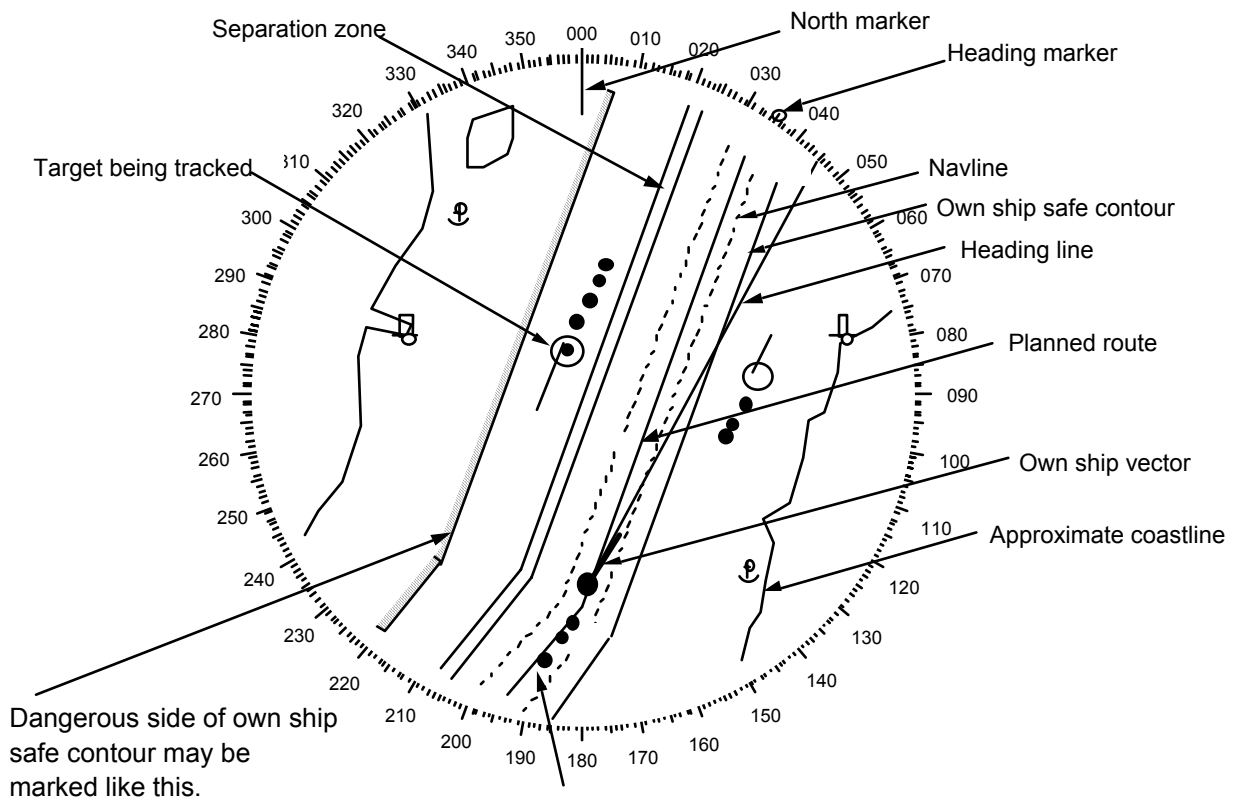 Separation zone
North marker
Heading marker
Target being tracked
Navline
Own ship safe contour
Heading line
Planned route
Own ship vector
Approximate coastline
Dangerous side of own ship
safe contour may be
marked like this.
000
010
020
030
040
050
060
070
080
090
100
110
120
130
140
150
160
170
180
190
200
210
220
230
240
250
260
270
280
290
300
310
320
330
340
350